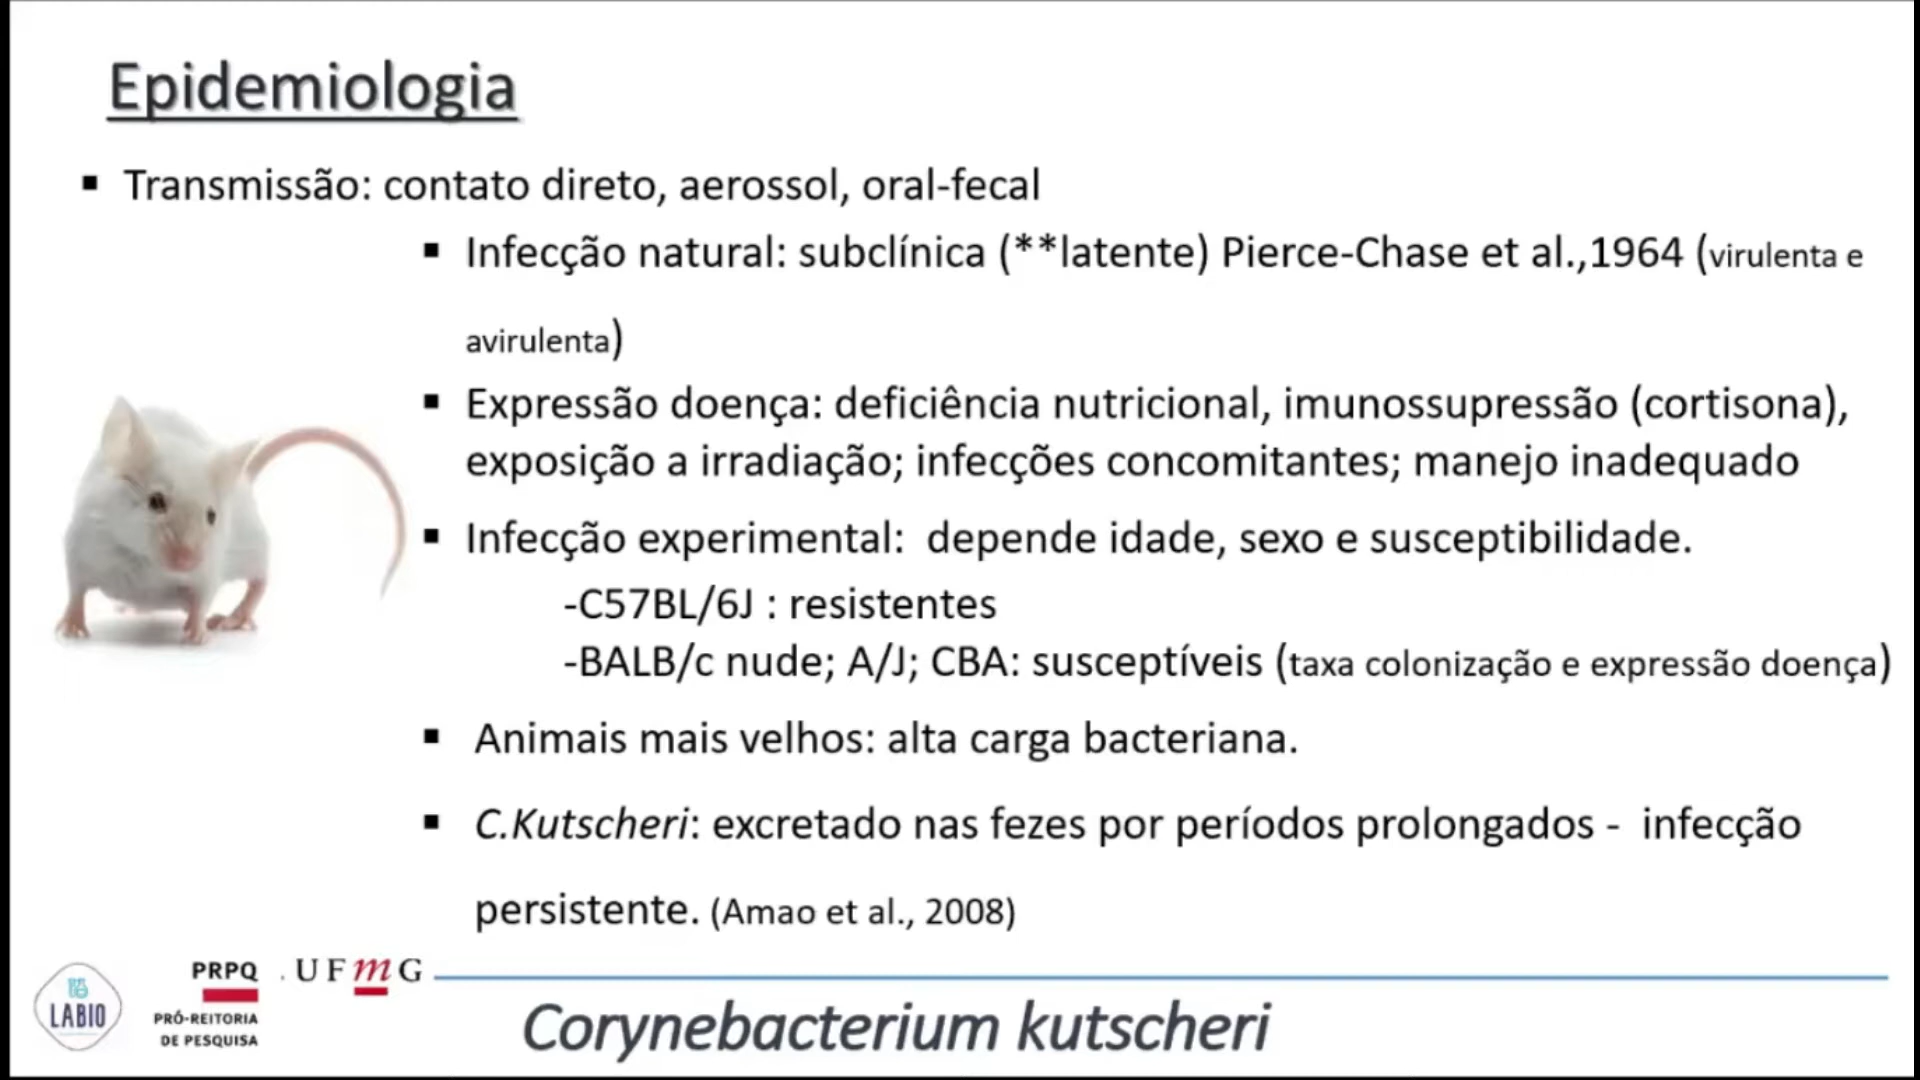 Epidemiologia
▪ Transmissão: contato direto, aerossol, oral-fecal
▪ Infecção natural: subclínica (**latente) Pierce-Chase et al.,1964 (virulenta e
avirulenta)
▪ Expressão doença: deficiência nutricional, imunossupressão (cortisona),
exposição a irradiação; infecções concomitantes; manejo inadequado
▪ Infecção experimental: depende idade, sexo e susceptibilidade.
-C57BL/6J : resistentes
-BALB/c nude; A/J; CBA: susceptíveis (taxa colonização e expressão doença)
▪ Animais mais velhos: alta carga bacteriana.
▪ C.Kutscheri: excretado nas fezes por períodos prolongados - infecção
persistente. (Amao et al., 2008)
LABIO
PRPQ
PRÓ-REITORIA
DE PESQUISA
UFmG
Corynebacterium kutscheri